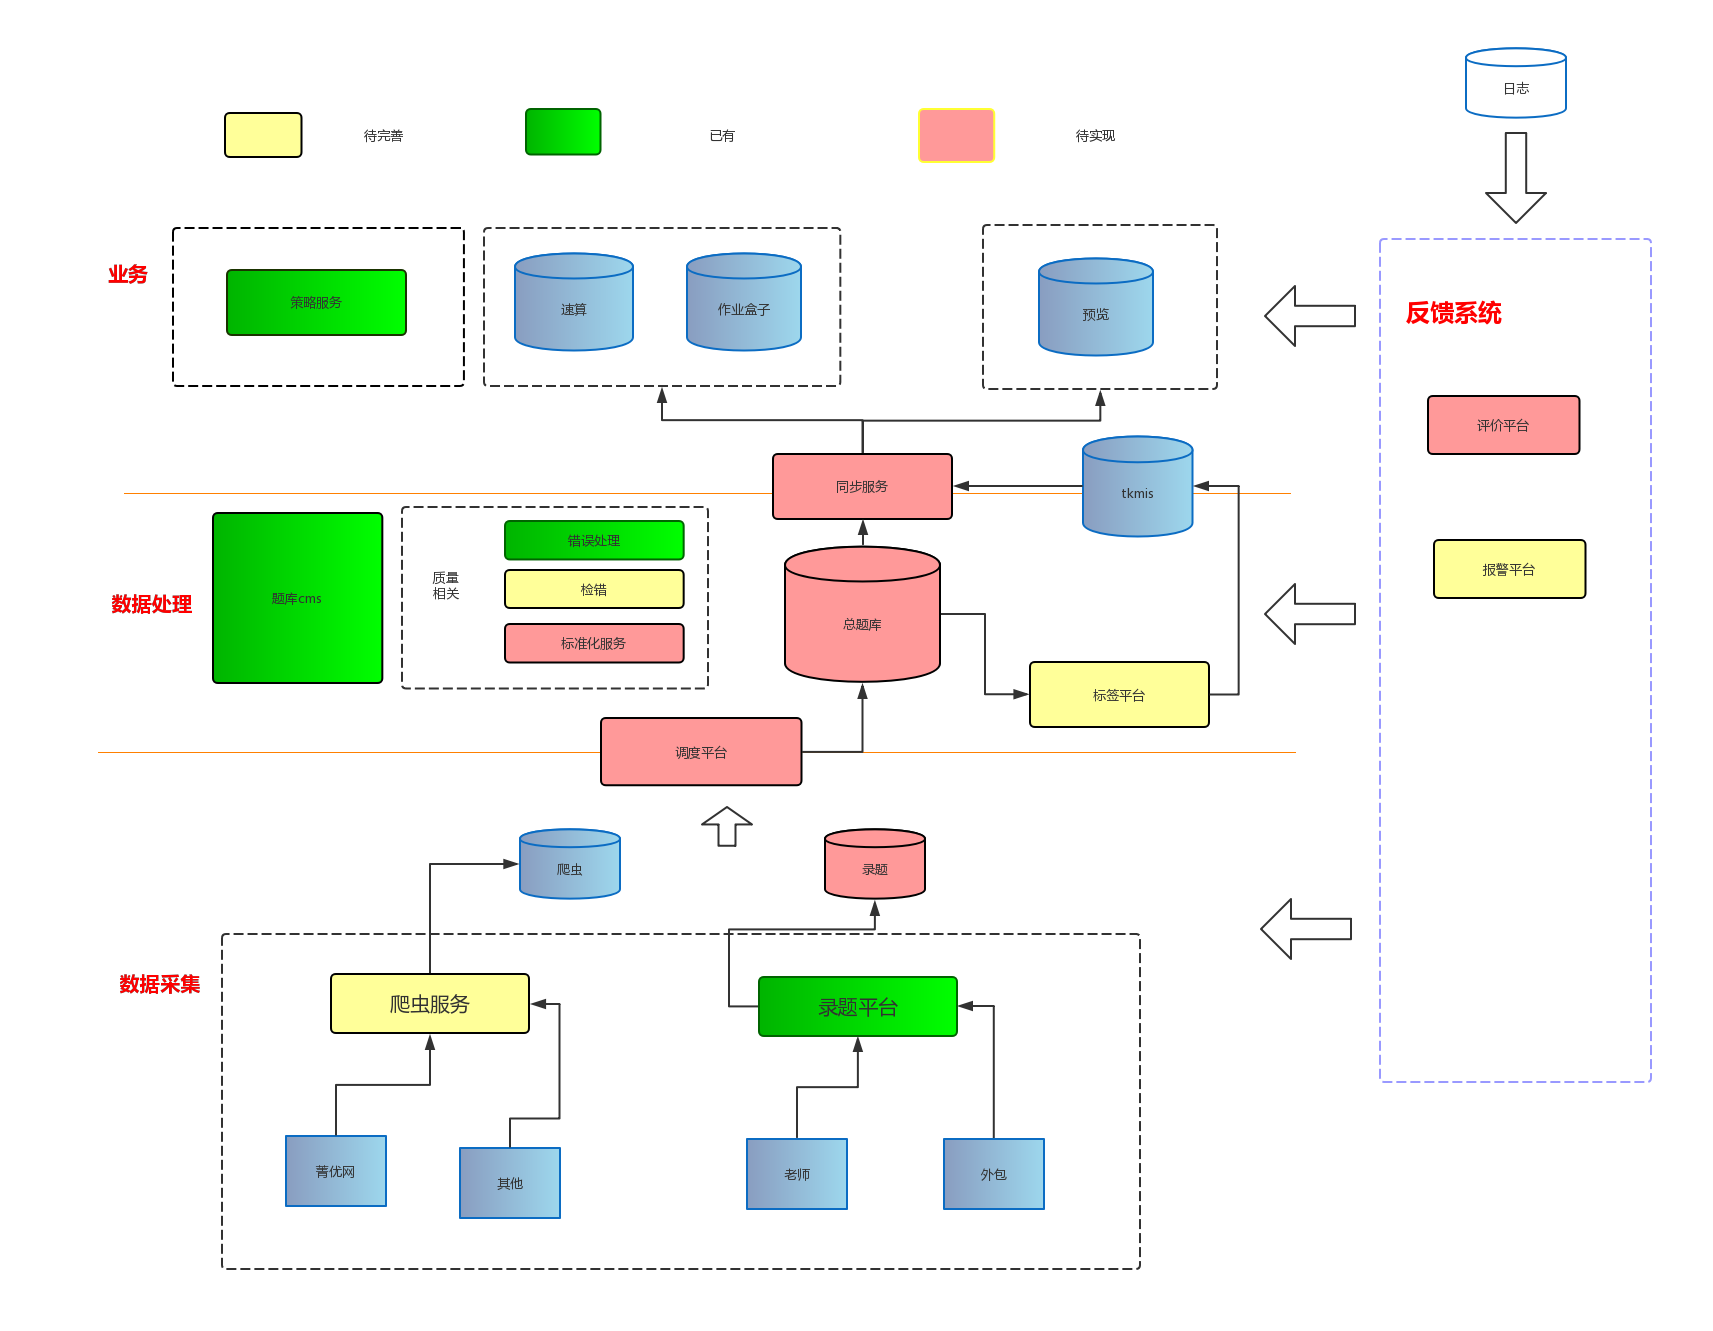 日志
待完善
已有
待实现
业务
策略服务
速算
作业盒子
预览
反馈系统
评价平台
报警平台
同步服务
tkmis
数据处理
题库cms
质量
相关
错误处理
检错
标准化服务
总题库
标签平台
调度平台
爬虫
录题
数据采集
爬虫服务
录题平台
菁优网
其他
老师
外包